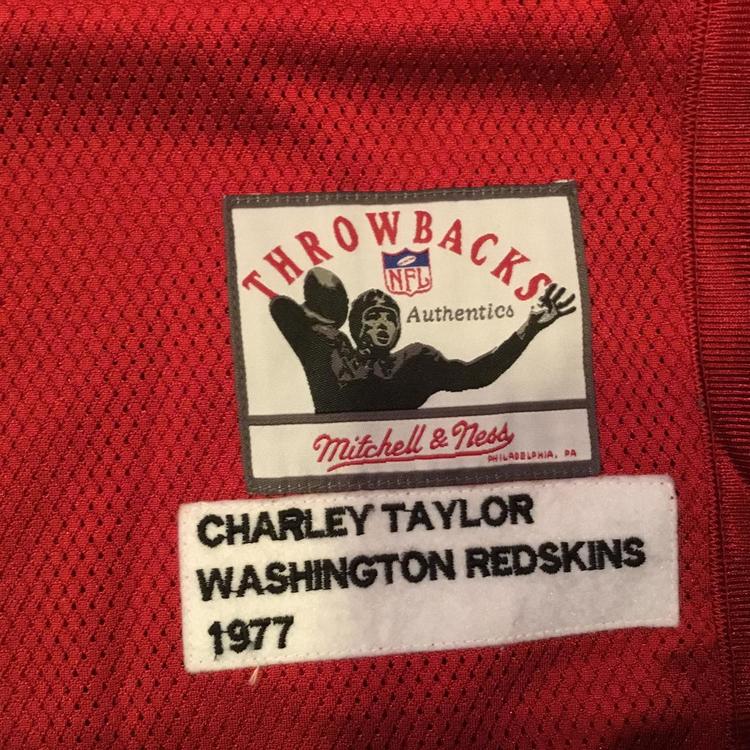 THROWBACKS
NFL
Authentics
Mitchell & Ness
PHILADELPHIA, PA
CHARLEY TAYLOR
WASHINGTON REDSKINS
1977